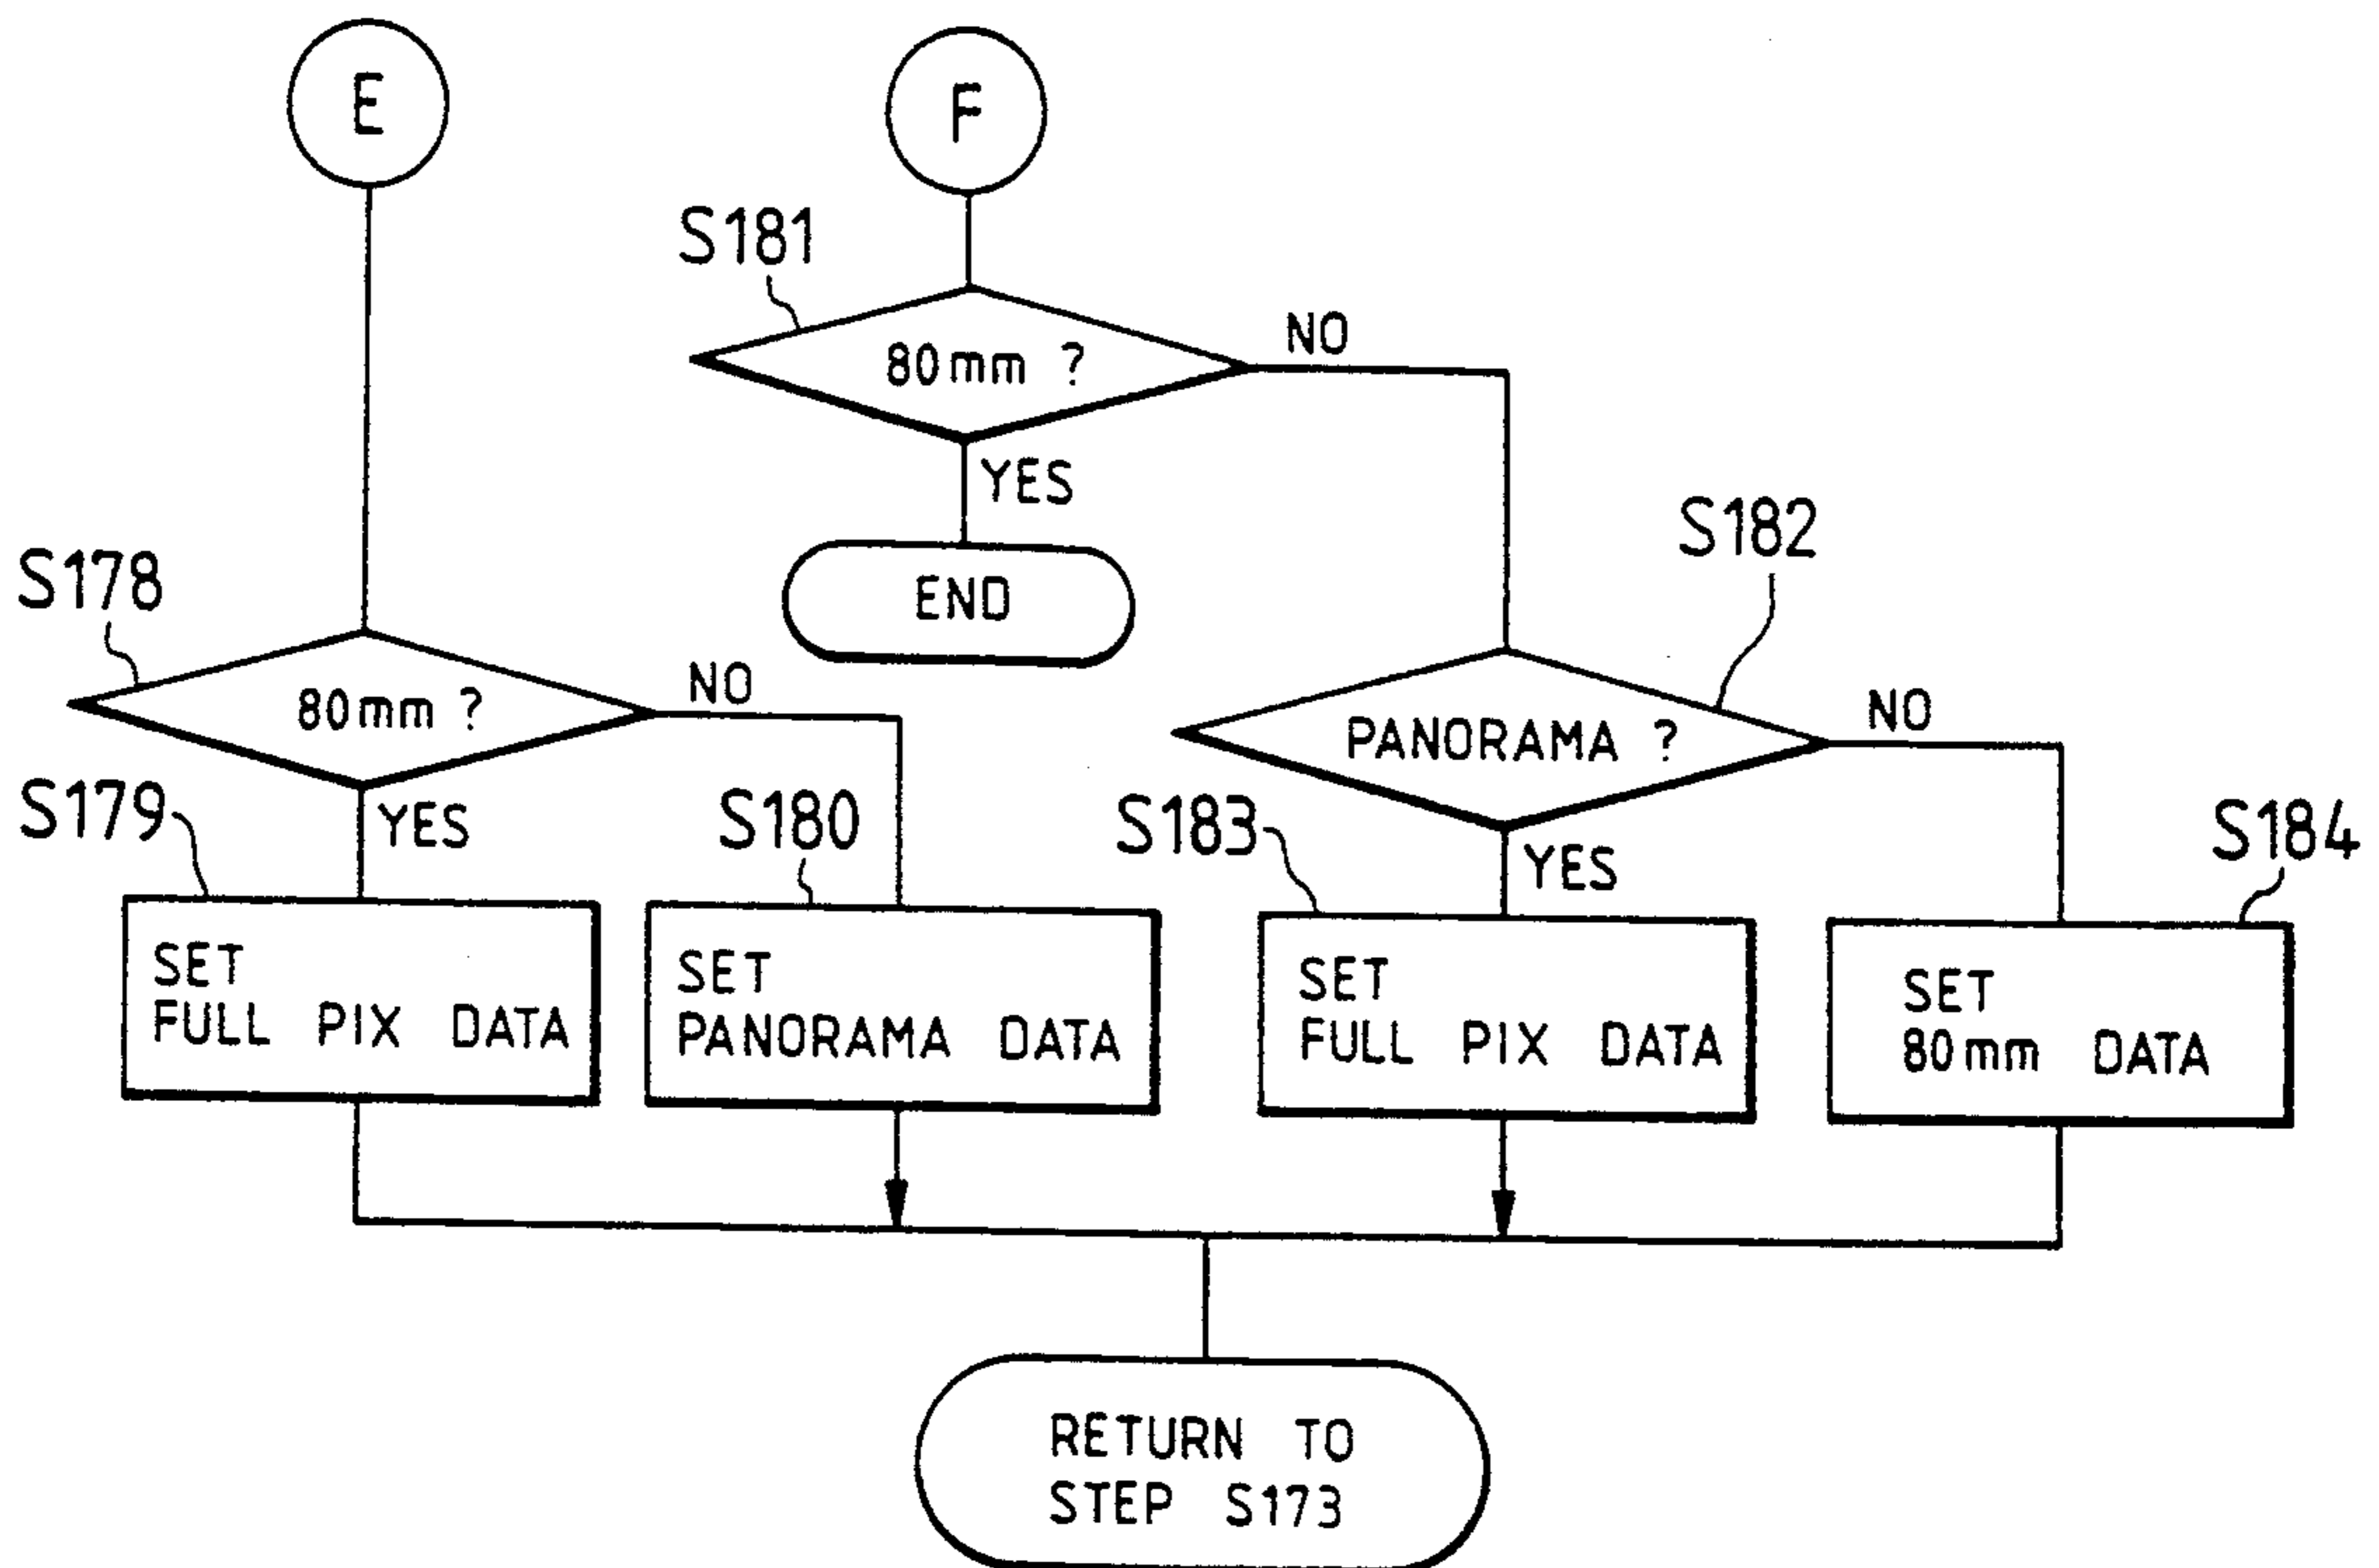 E
F
S181
80mm ?
NO
YES
END
S178
80mm ?
NO
YES
S182
PANORAMA ?
NO
YES
S179
SET
FULL PIX DATA
S180
SET
PANORAMA DATA
S183
SET
FULL PIX DATA
S184
SET
80mm DATA
RETURN TO
STEP S173